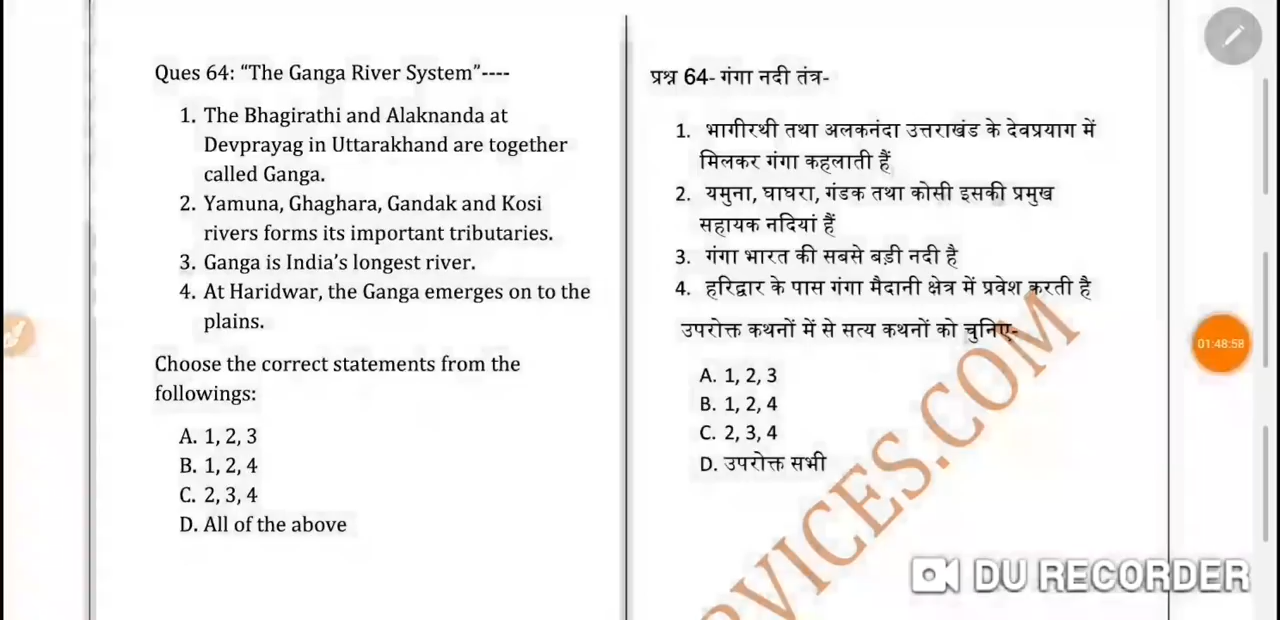 Ques 64: “The Ganga River System”----
1. The Bhagirathi and Alaknanda at
Devprayag in Uttarakhand are together
called Ganga.
2. Yamuna, Ghaghara, Gandak and Kosi
rivers forms its important tributaries.
3. Ganga is India’s longest river.
4. At Haridwar, the Ganga emerges on to the
plains.
Choose the correct statements from the
followings:
A. 1, 2, 3
B. 1, 2, 4
C. 2, 3, 4
D. All of the above
प्रश्न 64- गंगा नदी तंत्र-
1. भागीरथी तथा अलकनंदा उत्तराखंड के देवप्रयाग में
मिलकर गंगा कहलाती हैं
2. यमुना, घाघरा, गंडक तथा कोसी इसकी प्रमुख
सहायक नदियां हैं
3. गंगा भारत की सबसे बड़ी नदी है
4. हरिद्वार के पास गंगा मैदानी क्षेत्र में प्रवेश करती है
उपरोक्त कथनों में से सत्य कथनों को चुनिए-
A. 1, 2, 3
B. 1, 2, 4
C. 2, 3, 4
D. उपरोक्त सभी
01:48:58
RVICES.COM
DU RECORDER